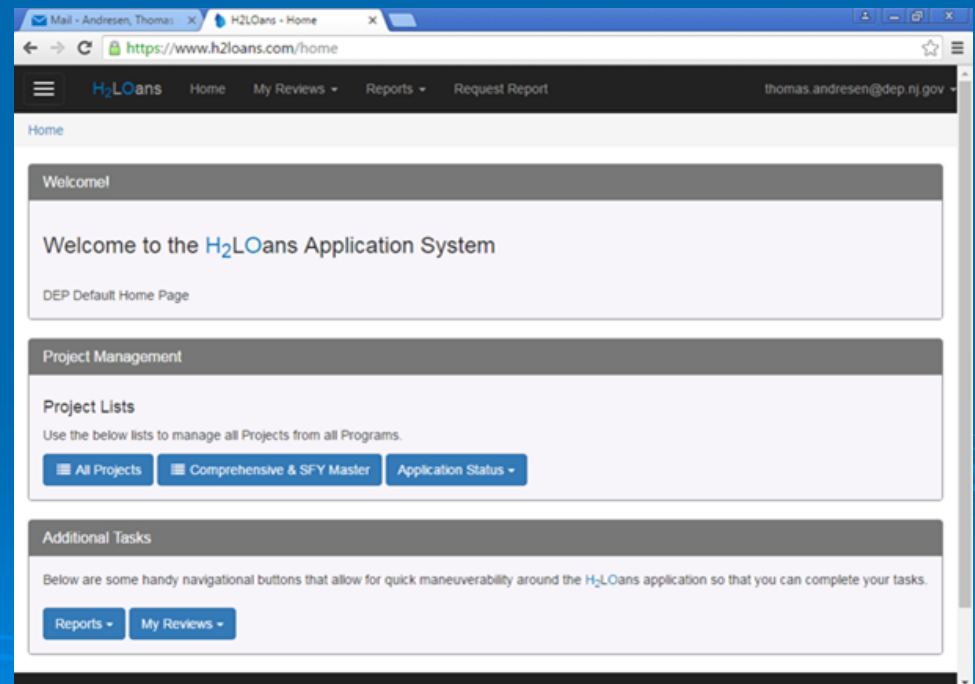 Mail - Andresen, Thomas
H2LOans - Home
https://www.h2loans.com/home
H₂LOans Home My Reviews Reports Request Report thomas.andresen@dep.nj.gov
Home
Welcome!
Welcome to the H₂LOans Application System
DEP Default Home Page
Project Management
Project Lists
Use the below lists to manage all Projects from all Programs.
All Projects Comprehensive & SFY Master Application Status
Additional Tasks
Below are some handy navigational buttons that allow for quick maneuverability around the H₂LOans application so that you can complete your tasks.
Reports My Reviews